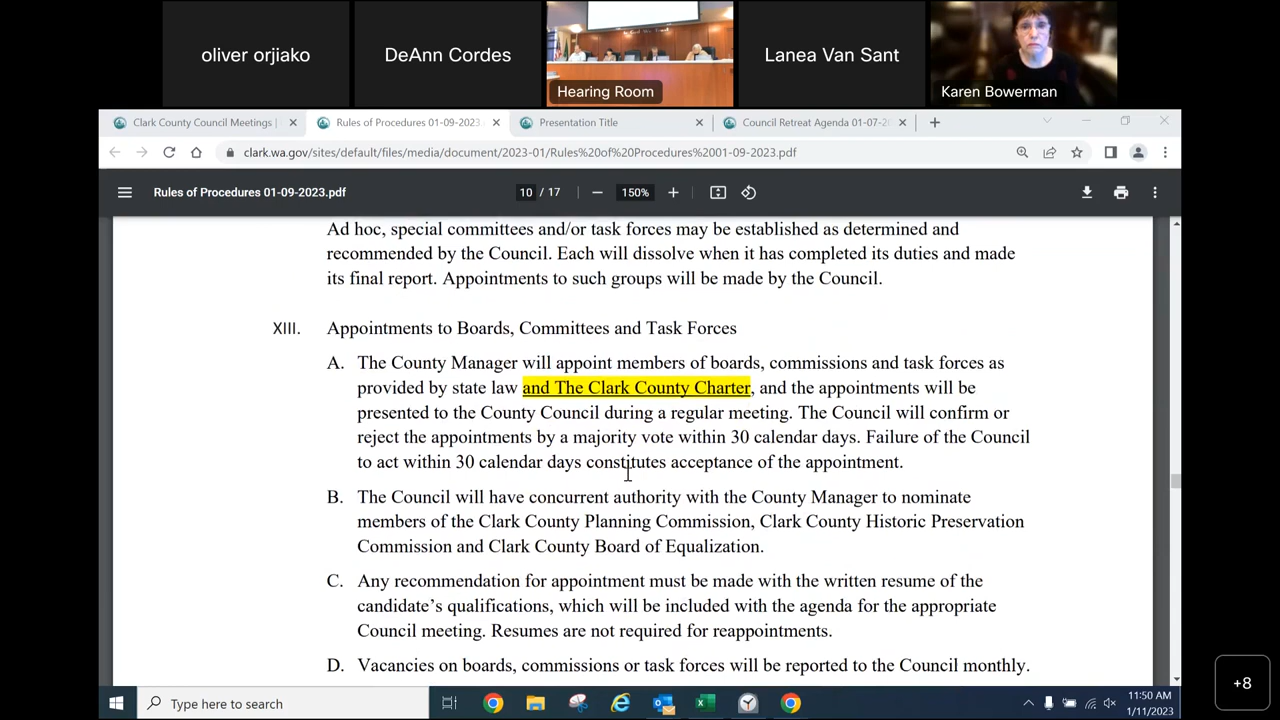 oliver orjiako
DeAnn Cordes
Hearing Room
Lanea Van Sant
Karen Bowerman
Clark County Council Meetings |
Rules of Procedures 01-09-2023.
Presentation Title
Council Retreat Agenda 01-07-20
clark.wa.gov/sites/default/files/media/document/2023-01/Rules%20of%20Procedures%2001-09-2023.pdf
Rules of Procedures 01-09-2023.pdf
10 / 17
150%
Ad hoc, special committees and/or task forces may be established as determined and
recommended by the Council. Each will dissolve when it has completed its duties and made
its final report. Appointments to such groups will be made by the Council.
XIII. Appointments to Boards, Committees and Task Forces
A. The County Manager will appoint members of boards, commissions and task forces as
provided by state law and The Clark County Charter, and the appointments will be
presented to the County Council during a regular meeting. The Council will confirm or
reject the appointments by a majority vote within 30 calendar days. Failure of the Council
to act within 30 calendar days constitutes acceptance of the appointment.
B. The Council will have concurrent authority with the County Manager to nominate
members of the Clark County Planning Commission, Clark County Historic Preservation
Commission and Clark County Board of Equalization.
C. Any recommendation for appointment must be made with the written resume of the
candidate's qualifications, which will be included with the agenda for the appropriate
Council meeting. Resumes are not required for reappointments.
D. Vacancies on boards, commissions or task forces will be reported to the Council monthly.
+8
Type here to search
11:50 AM
1/11/2023